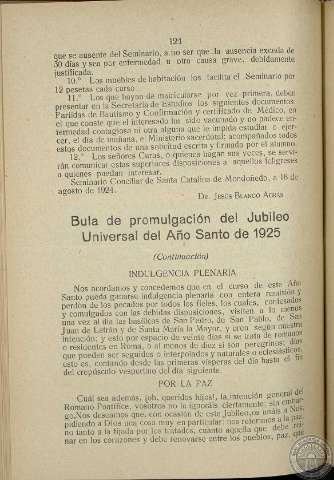 124
que se ausente del Seminario, a no ser que la ausencia exceda de
30 días y sea por enfermedad u otra causa grave, debidamente
justificada.
10.° Los muebles de habitación los facilita el Seminario por
12 pesetas cada curso.
11.° Los que hayan de matricularse por vez primera, deben
presentar en la Secretaría de Estudios los siguientes documentos:
Partidas de Bautismo y Confirmación y certificado de Médico, en
el que conste que el interesado ha sido vacunado y no padece en-
fermedad contagiosa ni otra alguna que le impida estudiar o ejer-
cer, el día de mañana, el Ministerio sacerdotal; acompañados todos
estos documentos de una solicitud escrita y firmada por el alumno.
12.° Los señores Curas, o quienes hagan sus veces, se servi-
rán comunicar estas superiores disposiciones a aquellos feligreses
a quienes puedan interesar.
Seminario Conciliar de Santa Catalina de Mondoñedo, a 16 de
agosto de 1924.
DR. JESÚS BLANCO
Bula de promulgación del Jubileo
Universal del Año Santo de 1925
(Continuación)
INDULGENCIA PLENARIA
Nos acordamos y concedemos que en el curso de este Año
Santo pueda ganarse indulgencia plenaria con entera remisión y
perdón de los pecados por todos los fieles, los cuales, confesados
y comulgados con las debidas disposiciones, visiten a lo menos
una vez al día las basílicas de San Pedro, de San Pablo, de San
Juan de Letrán y de Santa María la Mayor, y oren según nuestra
intención; y esto por espacio de veinte días si se trata de romanos
o residentes en Roma, o al menos de diez si son peregrinos; días
que pueden ser seguidos o interpolados y naturales o eclesiásticos,
esto es, contando desde las primeras vísperas del día hasta el fin
del crepúsculo vespertino del día siguiente.
POR LA PAZ
Cuál sea además, ¡oh, queridos hijos!, la intención general del
Romano Pontífice, vosotros no la ignoráis ciertamente; sin embar-
go, Nos deseamos que, con ocasión de este Jubileo, os unáis a Nos,
pidiendo a Dios una cosa muy en particular: nos referimos a la paz,
no tanto a la fijada por los tratados, cuanto aquella que debe rei-
nar en los corazones y debe renovarse entre los pueblos, paz, que